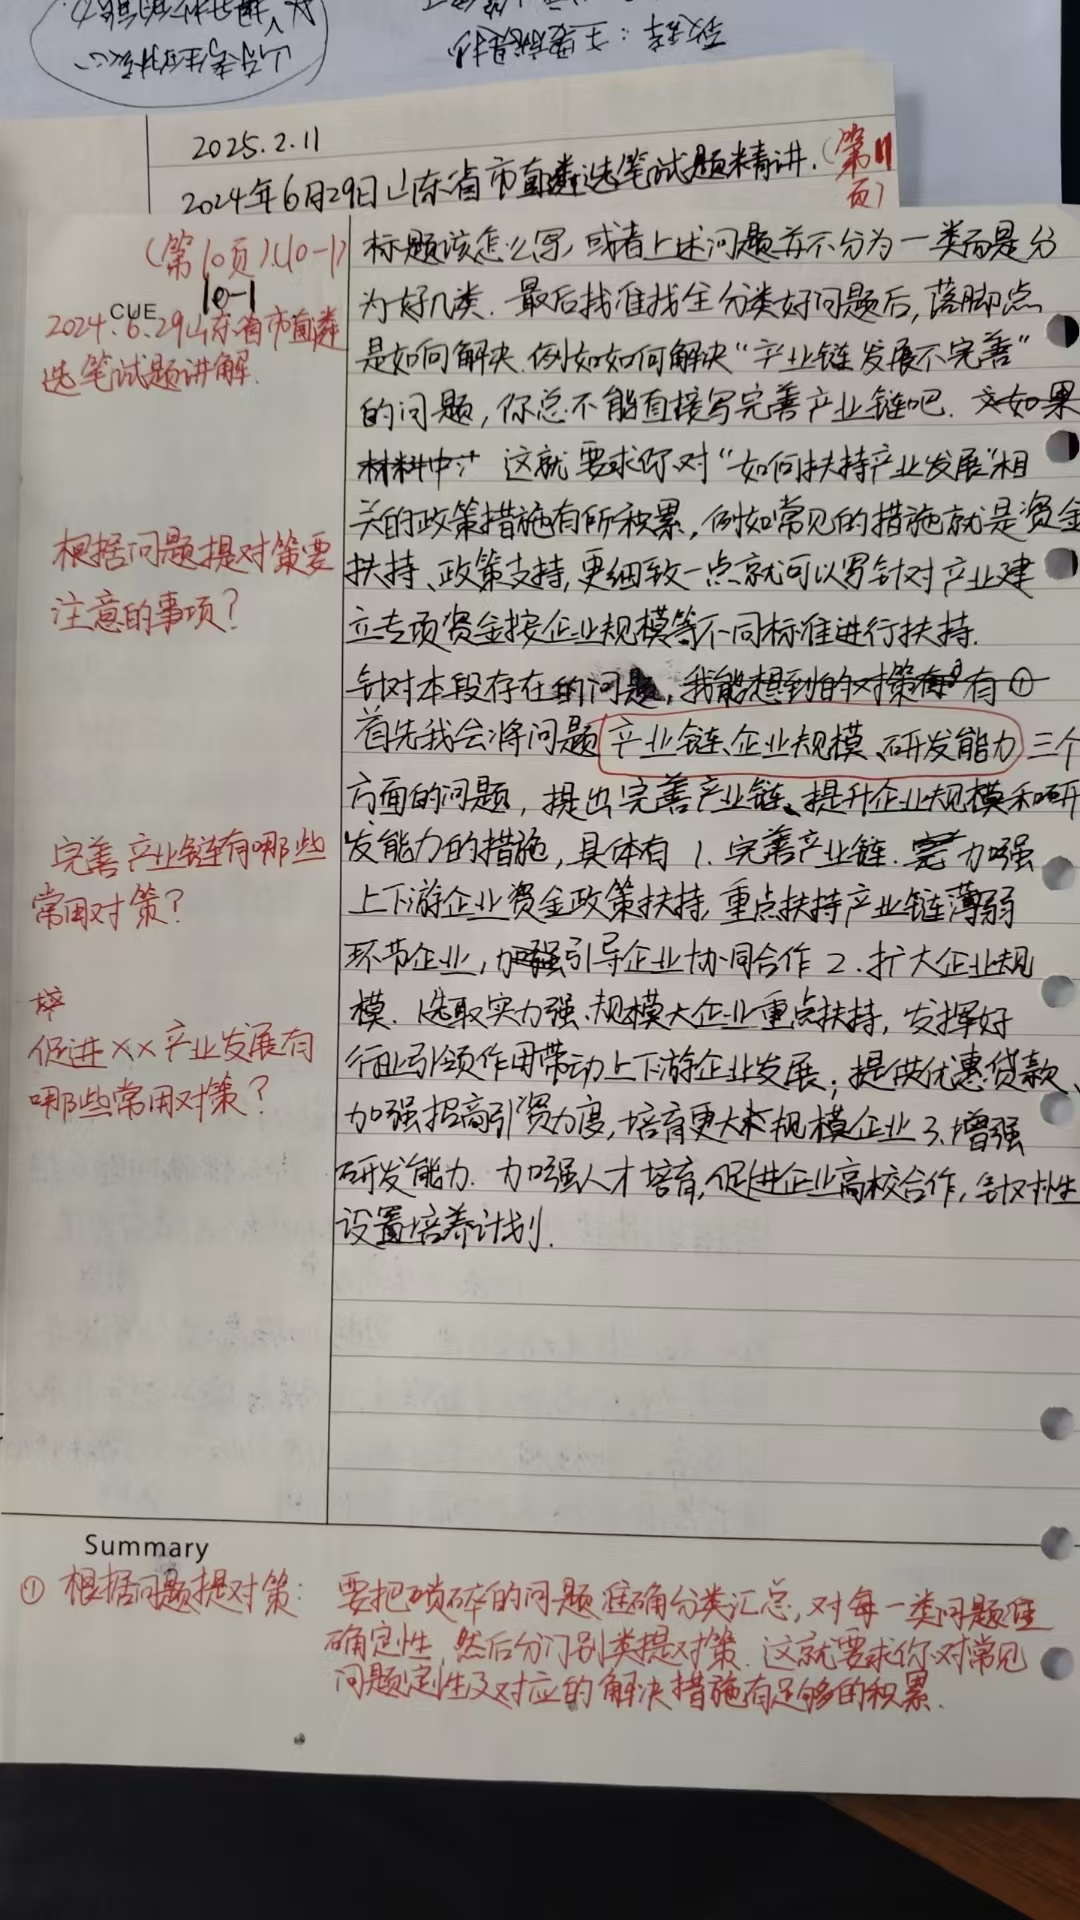 2025.2.11
2024年6月29日山东省市直遴选笔试题精讲.(第11页)
(第10页)(10-1)
10-1
CUE
2024.6.29山东省市直遴
选笔试题讲解.
根据问题提对策要
注意的事项?
完善产业链有哪些
常用对策?
促进××产业发展有
哪些常用对策?
标题该怎么写,或者上述问题并不分为一类而是分
为好几类.最后找准找全分类好问题后,落脚点
是如何解决.例如如何解决“产业链发展不完善”
的问题,你总不能直接写完善产业链吧.如果
材料中 这就要求你对“如何扶持产业发展”相
关的政策措施有所积累,例如常见的措施就是资金
扶持、政策支持,更细致一点就可以写针对产业建
立专项资金按企业规模等不同标准进行扶持.
针对本段存在的问题,我能想到的对策有①
首先我会将问题产业链、企业规模、研发能力三个
方面的问题,提出完善产业链、提升企业规模和研
发能力的措施,具体有 1.完善产业链.加强
上下游企业资金政策扶持,重点扶持产业链薄弱
环节企业,加强引导企业协同合作 2.扩大企业规
模.选取实力强、规模大企业重点扶持,发挥好
行业引领作用带动上下游企业发展;提供优惠贷款、
加强招商引资力度,培育更大规模企业 3.增强
研发能力.加强人才培育,促进企业高校合作,针对性
设置培养计划.
Summary
① 根据问题提对策: 要把琐碎的问题准确分类汇总,对每一类问题准
确定性,然后分门别类提对策.这就要求你对常见
问题定性及对应的解决措施有足够的积累.